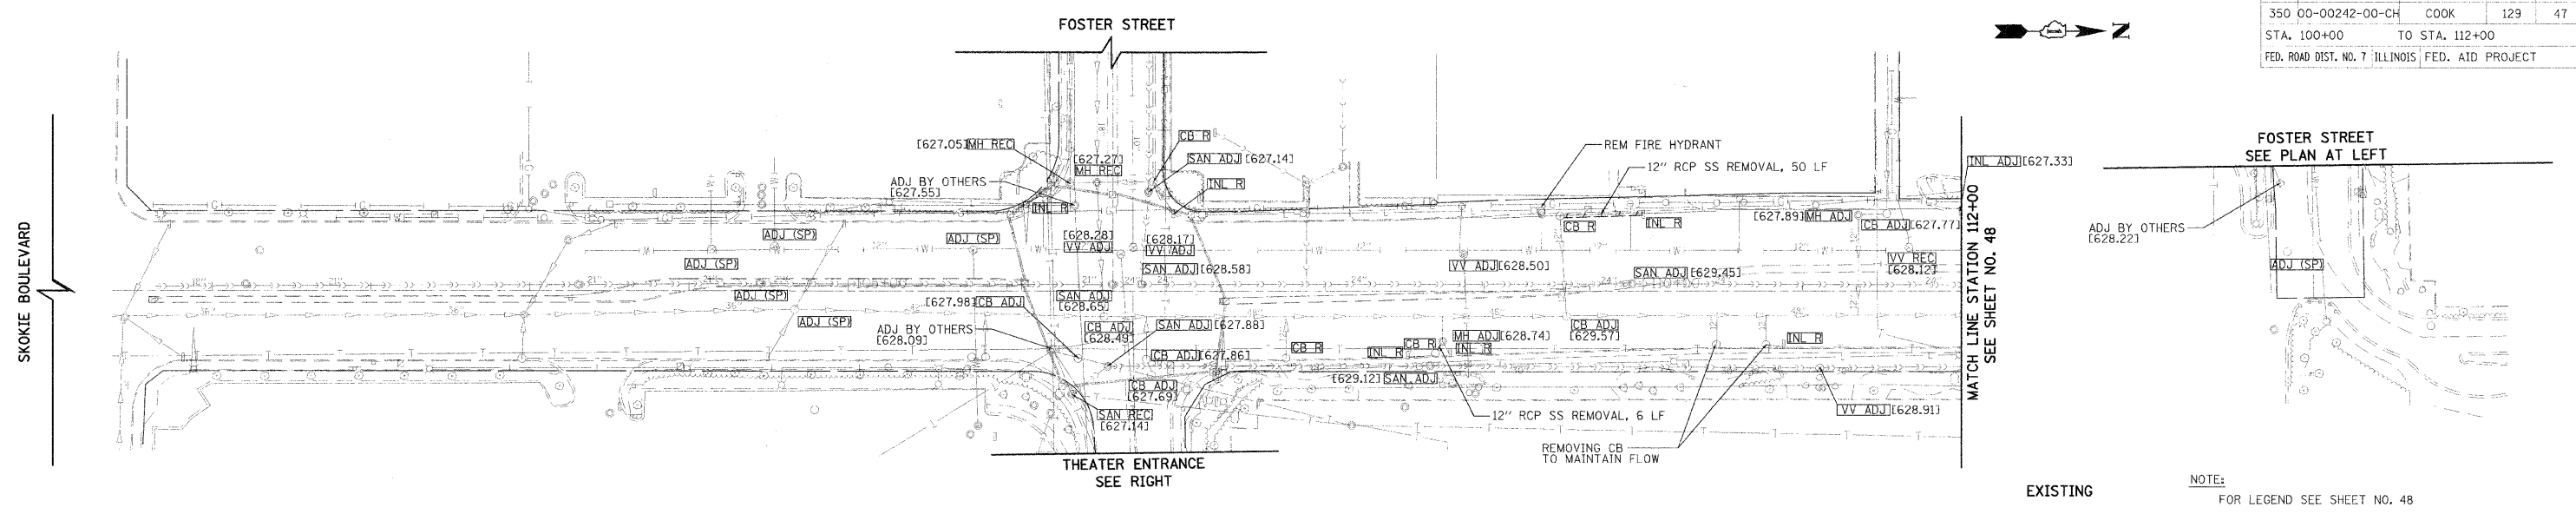 FOSTER STREET
N
350 00-00242-00-CH COOK 129 47
STA. 100+00 TO STA. 112+00
FED. ROAD DIST. NO. 7 ILLINOIS FED. AID PROJECT
SKOKIE BOULEVARD
[627.05] MH REC
[627.27]
MH REC
CB R
SAN ADJ [627.14]
INL R
ADJ BY OTHERS
[627.55]
INL R
REM FIRE HYDRANT
12" RCP SS REMOVAL, 50 LF
CB R
INL R
[627.89] MH ADJ
CB ADJ [627.77]
INL ADJ [627.33]
ADJ (SP)
ADJ (SP)
ADJ (SP)
ADJ (SP)
ADJ (SP)
[628.28]
VV ADJ
[628.17]
VV ADJ
SAN ADJ [628.58]
VV ADJ [628.50]
SAN ADJ [629.45]
VV REC
[628.12]
[627.98] CB ADJ
SAN ADJ
[628.65]
ADJ BY OTHERS
[628.09]
CB ADJ
[628.49]
SAN ADJ [627.88]
CB ADJ [627.86]
CB R
INL R
CB R
MH ADJ [628.74]
INL R
CB ADJ
[629.57]
INL R
[629.12] SAN ADJ
CB ADJ
[627.69]
SAN REC
[627.14]
12" RCP SS REMOVAL, 6 LF
REMOVING CB
TO MAINTAIN FLOW
VV ADJ [628.91]
THEATER ENTRANCE
SEE RIGHT
MATCH LINE STATION 112+00
SEE SHEET NO. 48
FOSTER STREET
SEE PLAN AT LEFT
ADJ BY OTHERS
[628.22]
ADJ (SP)
EXISTING
NOTE:
FOR LEGEND SEE SHEET NO. 48